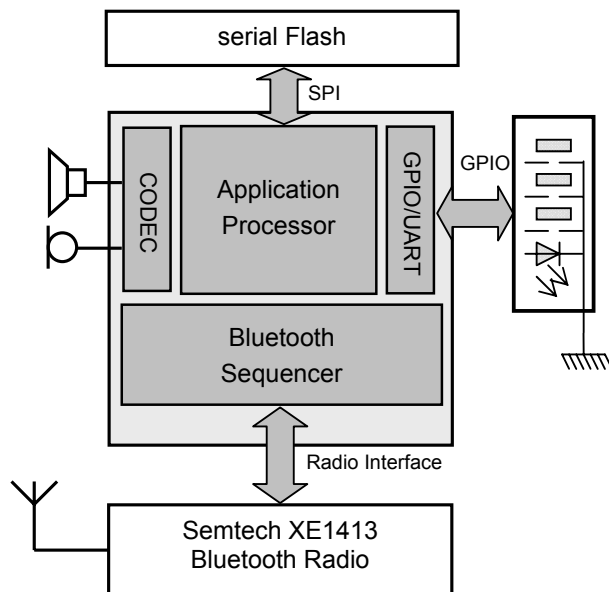 serial Flash
SPI
CODEC
Application
Processor
GPIO/UART
GPIO
Bluetooth
Sequencer
Radio Interface
Semtech XE1413
Bluetooth Radio